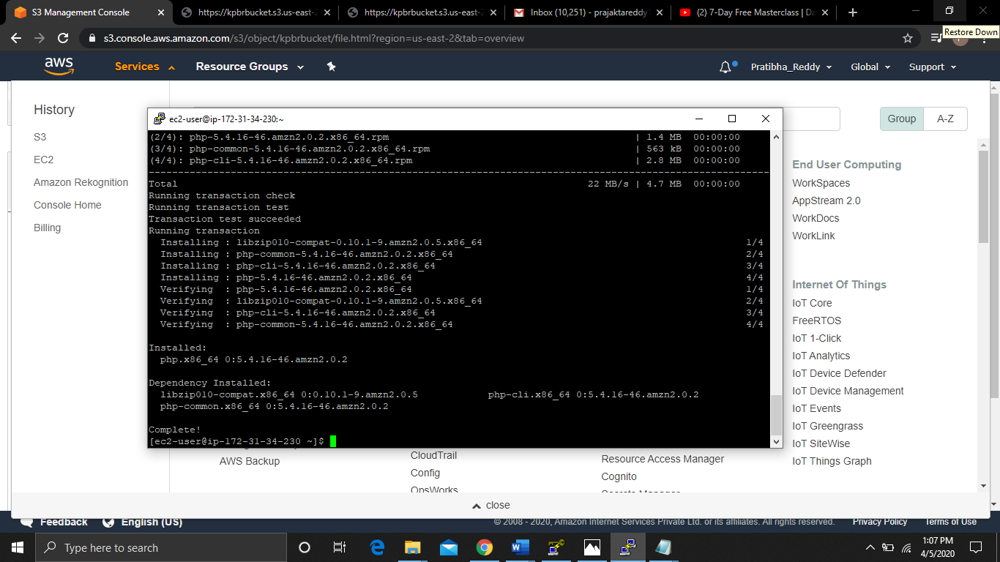 S3 Management Console
https://kpbrbucket.s3.us-east-2
https://kpbrbucket.s3.us-east-2
Inbox (10,251) - prajaktareddy
(2) 7-Day Free Masterclass | Da
s3.console.aws.amazon.com/s3/object/kpbrbucket/file.html?region=us-east-2&tab=overview
Restore Down
aws
Services
Resource Groups
Pratibha_Reddy
Global
Support
History
S3
EC2
Amazon Rekognition
Console Home
Billing
Group
A-Z
ec2-user@ip-172-31-34-230:~
(2/4): php-5.4.16-46.amzn2.0.2.x86_64.rpm | 1.4 MB 00:00:00
(3/4): php-common-5.4.16-46.amzn2.0.2.x86_64.rpm | 563 kB 00:00:00
(4/4): php-cli-5.4.16-46.amzn2.0.2.x86_64.rpm | 2.8 MB 00:00:00
--------------------------------------------------------------------------------
Total 22 MB/s | 4.7 MB 00:00:00
Running transaction check
Running transaction test
Transaction test succeeded
Running transaction
Installing : libzip010-compat-0.10.1-9.amzn2.0.5.x86_64 1/4
Installing : php-common-5.4.16-46.amzn2.0.2.x86_64 2/4
Installing : php-cli-5.4.16-46.amzn2.0.2.x86_64 3/4
Installing : php-5.4.16-46.amzn2.0.2.x86_64 4/4
Verifying : php-5.4.16-46.amzn2.0.2.x86_64 1/4
Verifying : libzip010-compat-0.10.1-9.amzn2.0.5.x86_64 2/4
Verifying : php-cli-5.4.16-46.amzn2.0.2.x86_64 3/4
Verifying : php-common-5.4.16-46.amzn2.0.2.x86_64 4/4
Installed:
php.x86_64 0:5.4.16-46.amzn2.0.2
Dependency Installed:
libzip010-compat.x86_64 0:0.10.1-9.amzn2.0.5 php-cli.x86_64 0:5.4.16-46.amzn2.0.2
php-common.x86_64 0:5.4.16-46.amzn2.0.2
Complete!
[ec2-user@ip-172-31-34-230 ~]$
AWS Backup
CloudTrail
Config
OpsWorks
Resource Access Manager
Cognito
Secrets Manager
End User Computing
WorkSpaces
AppStream 2.0
WorkDocs
WorkLink
Internet Of Things
IoT Core
FreeRTOS
IoT 1-Click
IoT Analytics
IoT Device Defender
IoT Device Management
IoT Events
IoT Greengrass
IoT SiteWise
IoT Things Graph
close
Feedback
English (US)
© 2008 - 2020, Amazon Internet Services Private Ltd. or its affiliates. All rights reserved.
Privacy Policy
Terms of Use
Type here to search
1:07 PM
4/5/2020